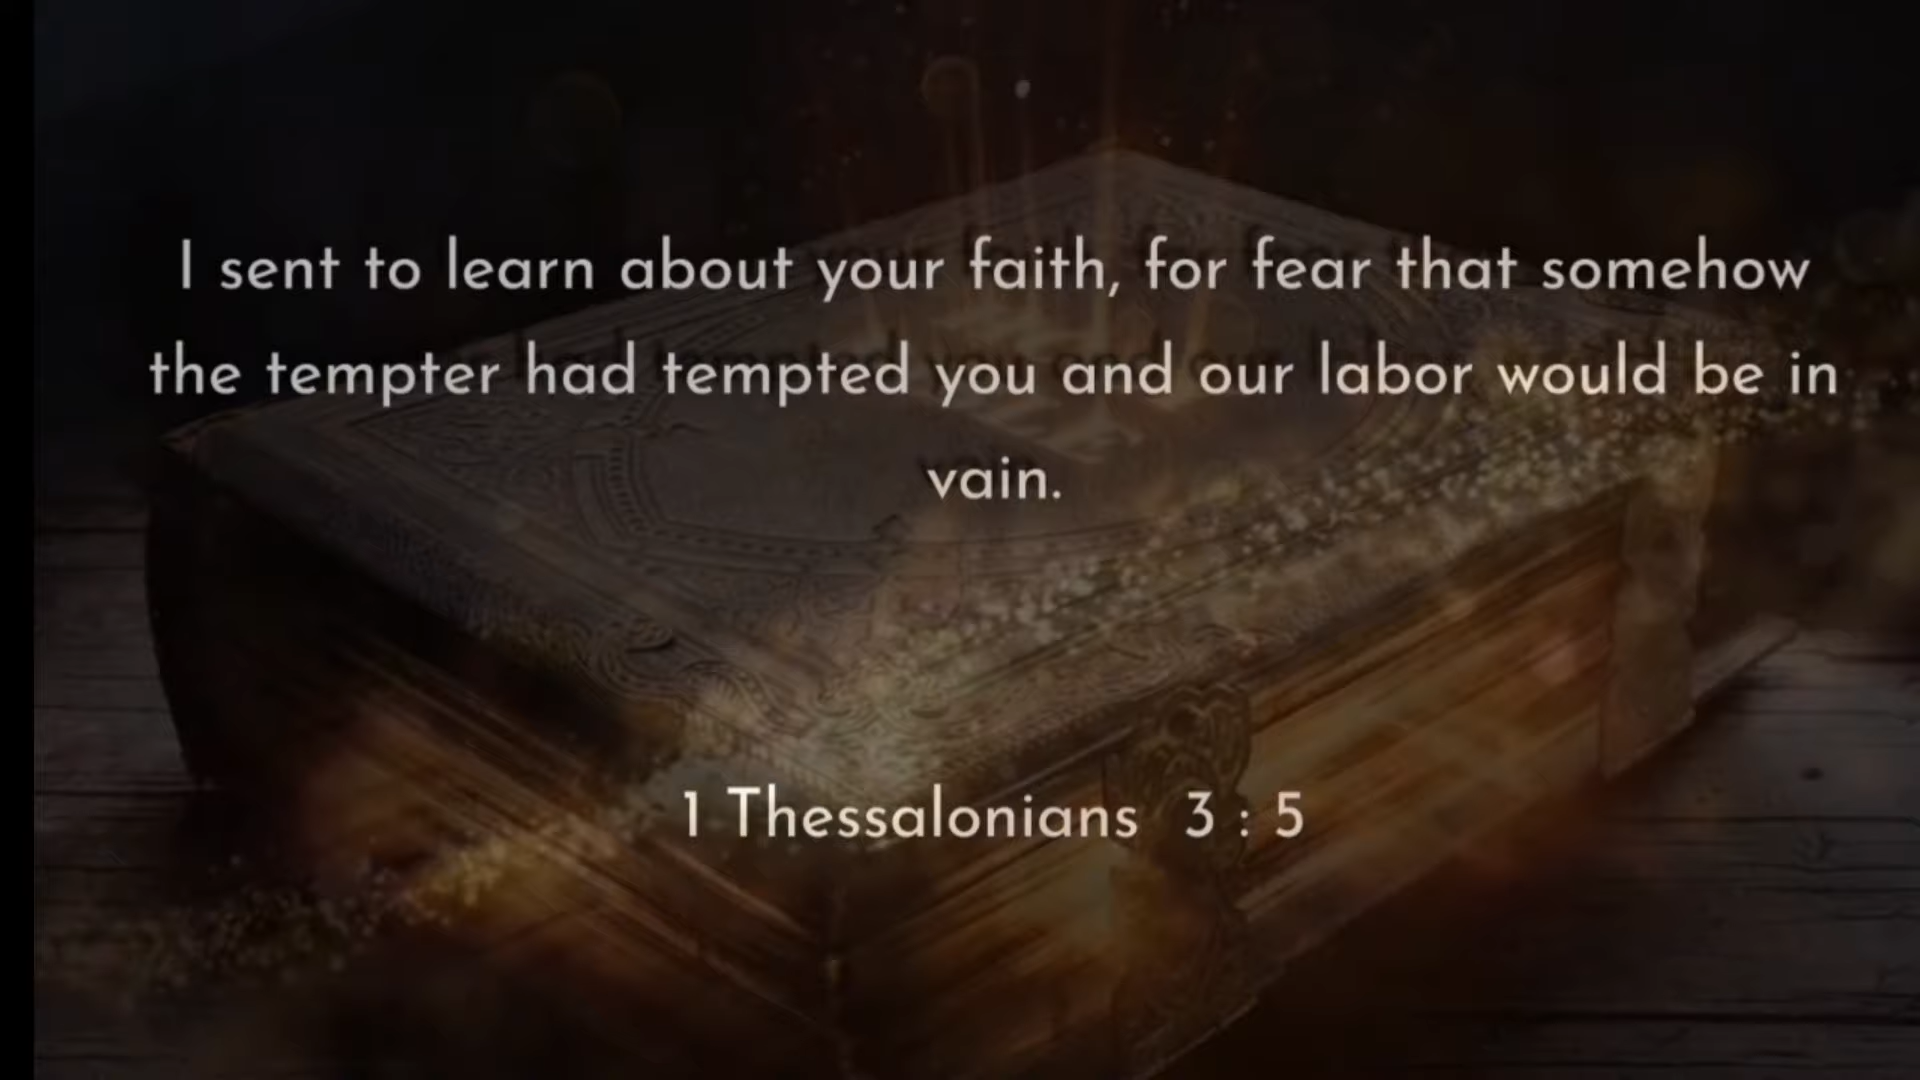 I sent to learn about your faith, for fear that somehow
the tempter had tempted you and our labor would be in
vain.
1 Thessalonians 3 : 5